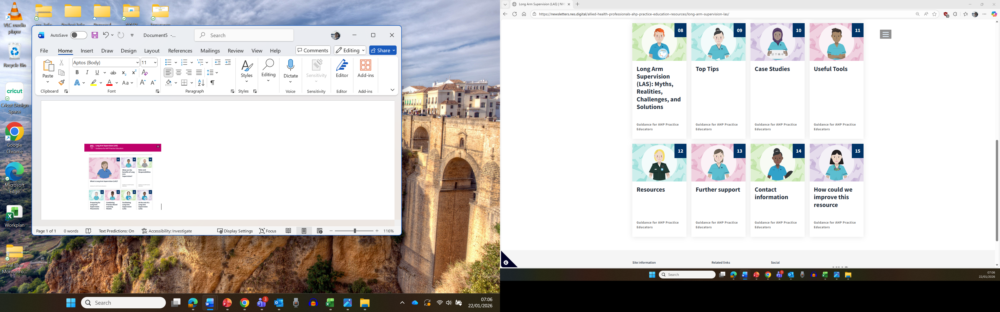 VLC media
player
Recycle Bin
cricut
Cricut Design
Space
Google
Chrome
Microsoft
Edge
Workplan
Teal Blue
Monochro...
Personal
NAEP
Insurance
AutoSave
Document5 -...
Search
File Home Insert Draw Design Layout References Mailings Review View Help
Comments Editing Share
Aptos (Body) 11
Paste
Styles
Editing
Dictate
Sensitivity
Editor
Add-ins
Clipboard Font Paragraph Styles Voice Sensitivity Editor Add-ins
Long Arm Supervision (LAS)
Guidance for AHP Practice Educators
01 02 03
What is Long Arm Supervision (LAS)?
What are the
benefits of Long
Arm
Supervision?
Roles and
Responsibilities
04 05 06 07
Preparing for
Long Arm
Supervision
Placements
Combining
Practice Based
Learning
Models
Facilitating
Long Arm
Supervision
(LAS)
At the end of a
Long Arm
Supervision
(LAS)
Page 1 of 1 0 words Text Predictions: On Accessibility: Investigate Display Settings Focus 116%
Search
3
07:06
22/01/2026
Long Arm Supervision (LAS) | NHS
https://newsletters.nes.digital/allied-health-professionals-ahp-practice-education-resources/long-arm-supervision-las/
08
Long Arm
Supervision
(LAS): Myths,
Realities,
Challenges, and
Solutions
Guidance for AHP Practice
Educators
09
Top Tips
Guidance for AHP Practice
Educators
10
Case Studies
Guidance for AHP Practice
Educators
11
Useful Tools
Guidance for AHP Practice
Educators
12
Resources
Guidance for AHP Practice
Educators
13
Further support
Guidance for AHP Practice
Educators
14
Contact
information
Guidance for AHP Practice
Educators
15
How could we
improve this
resource
Guidance for AHP Practice
Educators
Site information Related links Social
Search
3
07:06
22/01/2026